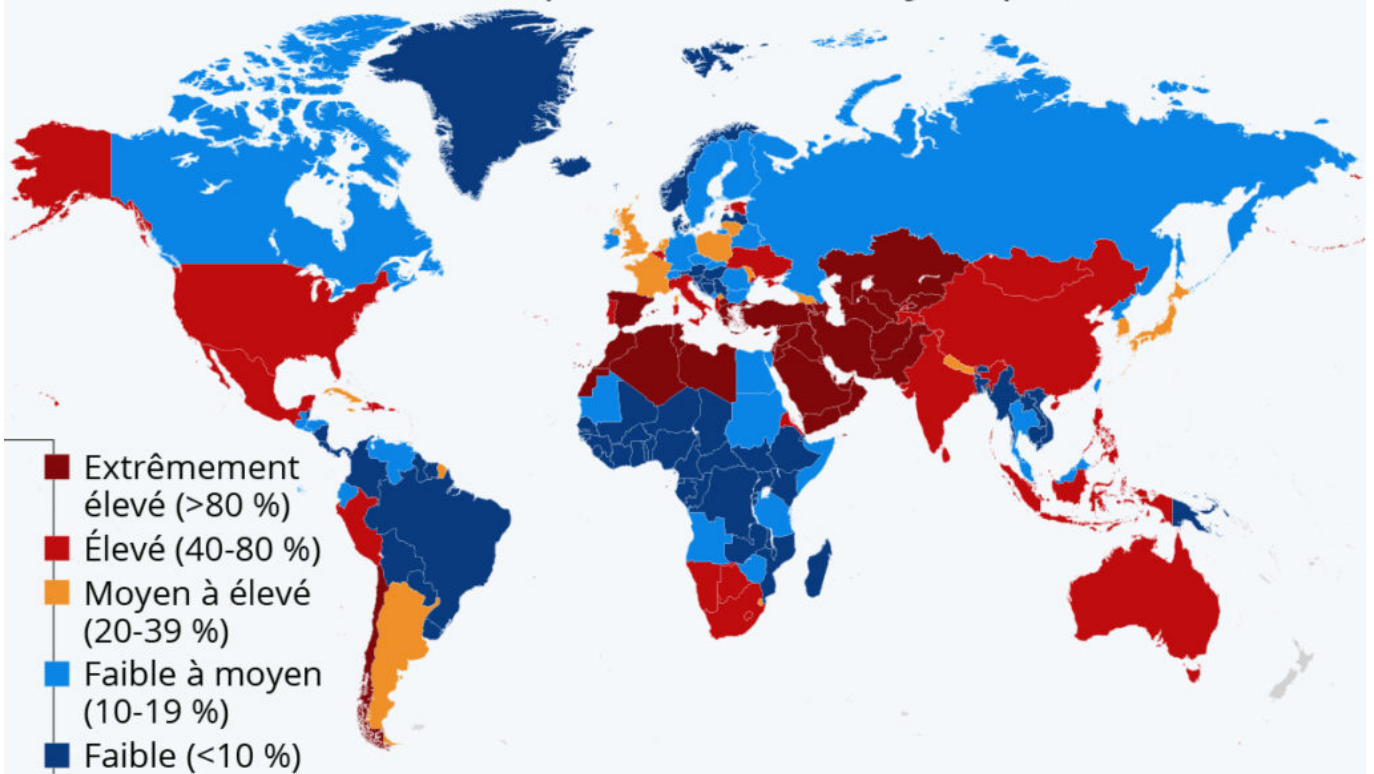 Extrêmement
élevé (>80 %)
Élevé (40-80 %)
Moyen à élevé
(20-39 %)
Faible à moyen
(10-19 %)
Faible (<10 %)